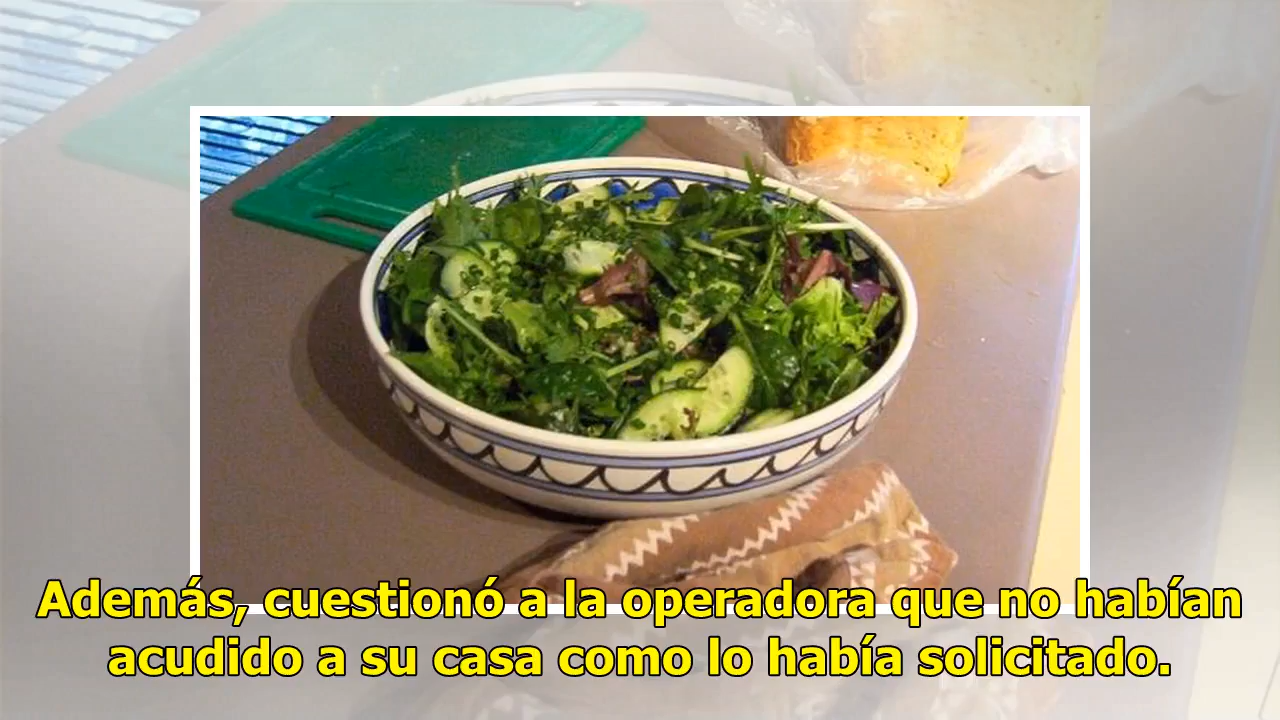 Además, cuestionó a la operadora que no habían
acudido a su casa como lo había solicitado.